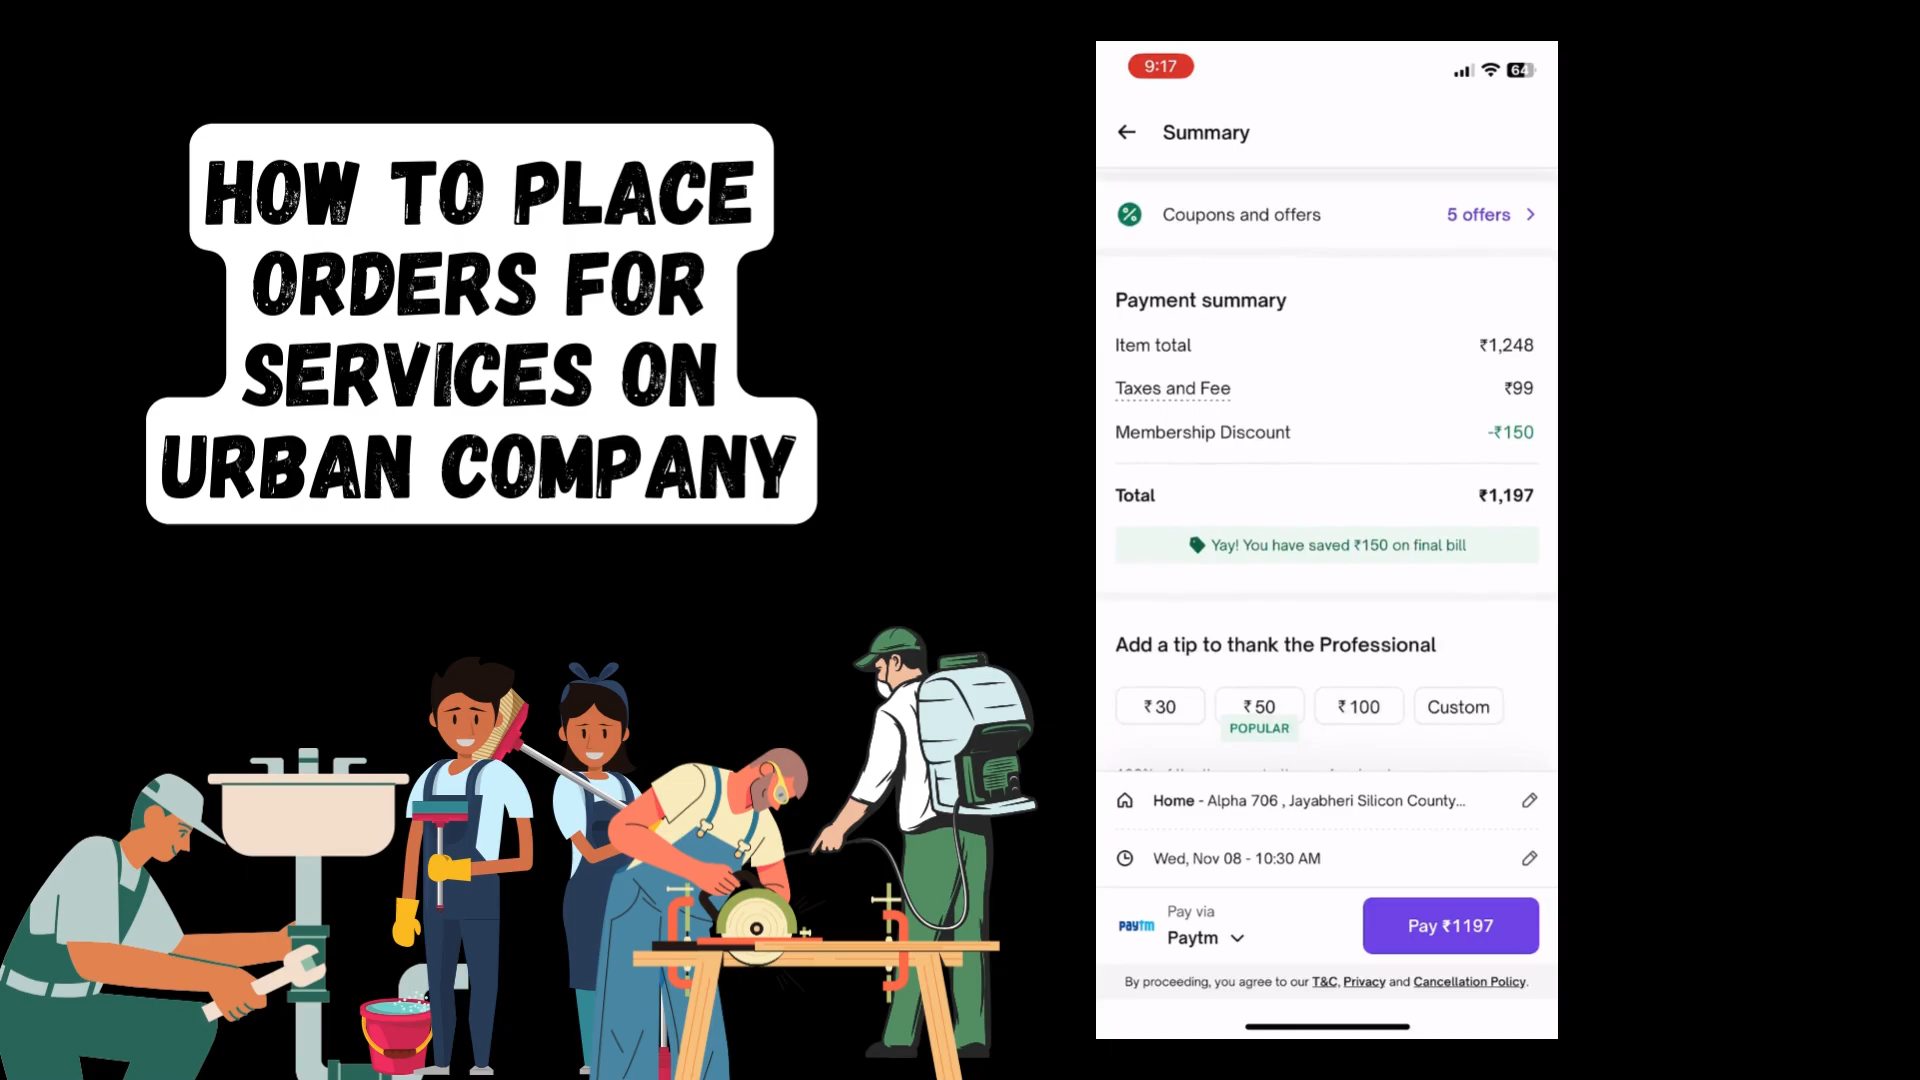 HOW TO PLACE
ORDERS FOR
SERVICES ON
URBAN COMPANY
9:17
64
Summary
Coupons and offers 5 offers
Payment summary
Item total ₹1,248
Taxes and Fee ₹99
Membership Discount -₹150
Total ₹1,197
Yay! You have saved ₹150 on final bill
Add a tip to thank the Professional
₹30 ₹50 ₹100 Custom
POPULAR
Home - Alpha 706 , Jayabheri Silicon County...
Wed, Nov 08 - 10:30 AM
Pay via
paytm Paytm
Pay ₹1197
By proceeding, you agree to our T&C, Privacy and Cancellation Policy.